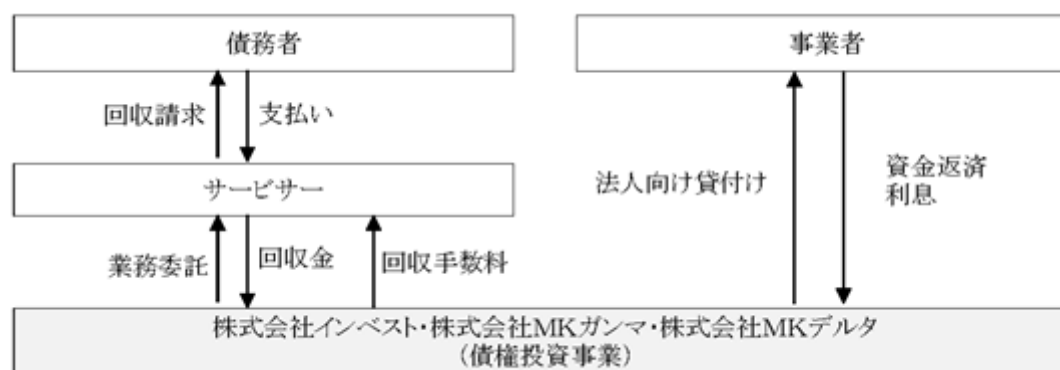 債務者
事業者
回収請求
支払い
サービサー
法人向け貸付け
資金返済
利息
業務委託
回収金
回収手数料
株式会社インベスト・株式会社MKガンマ・株式会社MKデルタ
（債権投資事業）